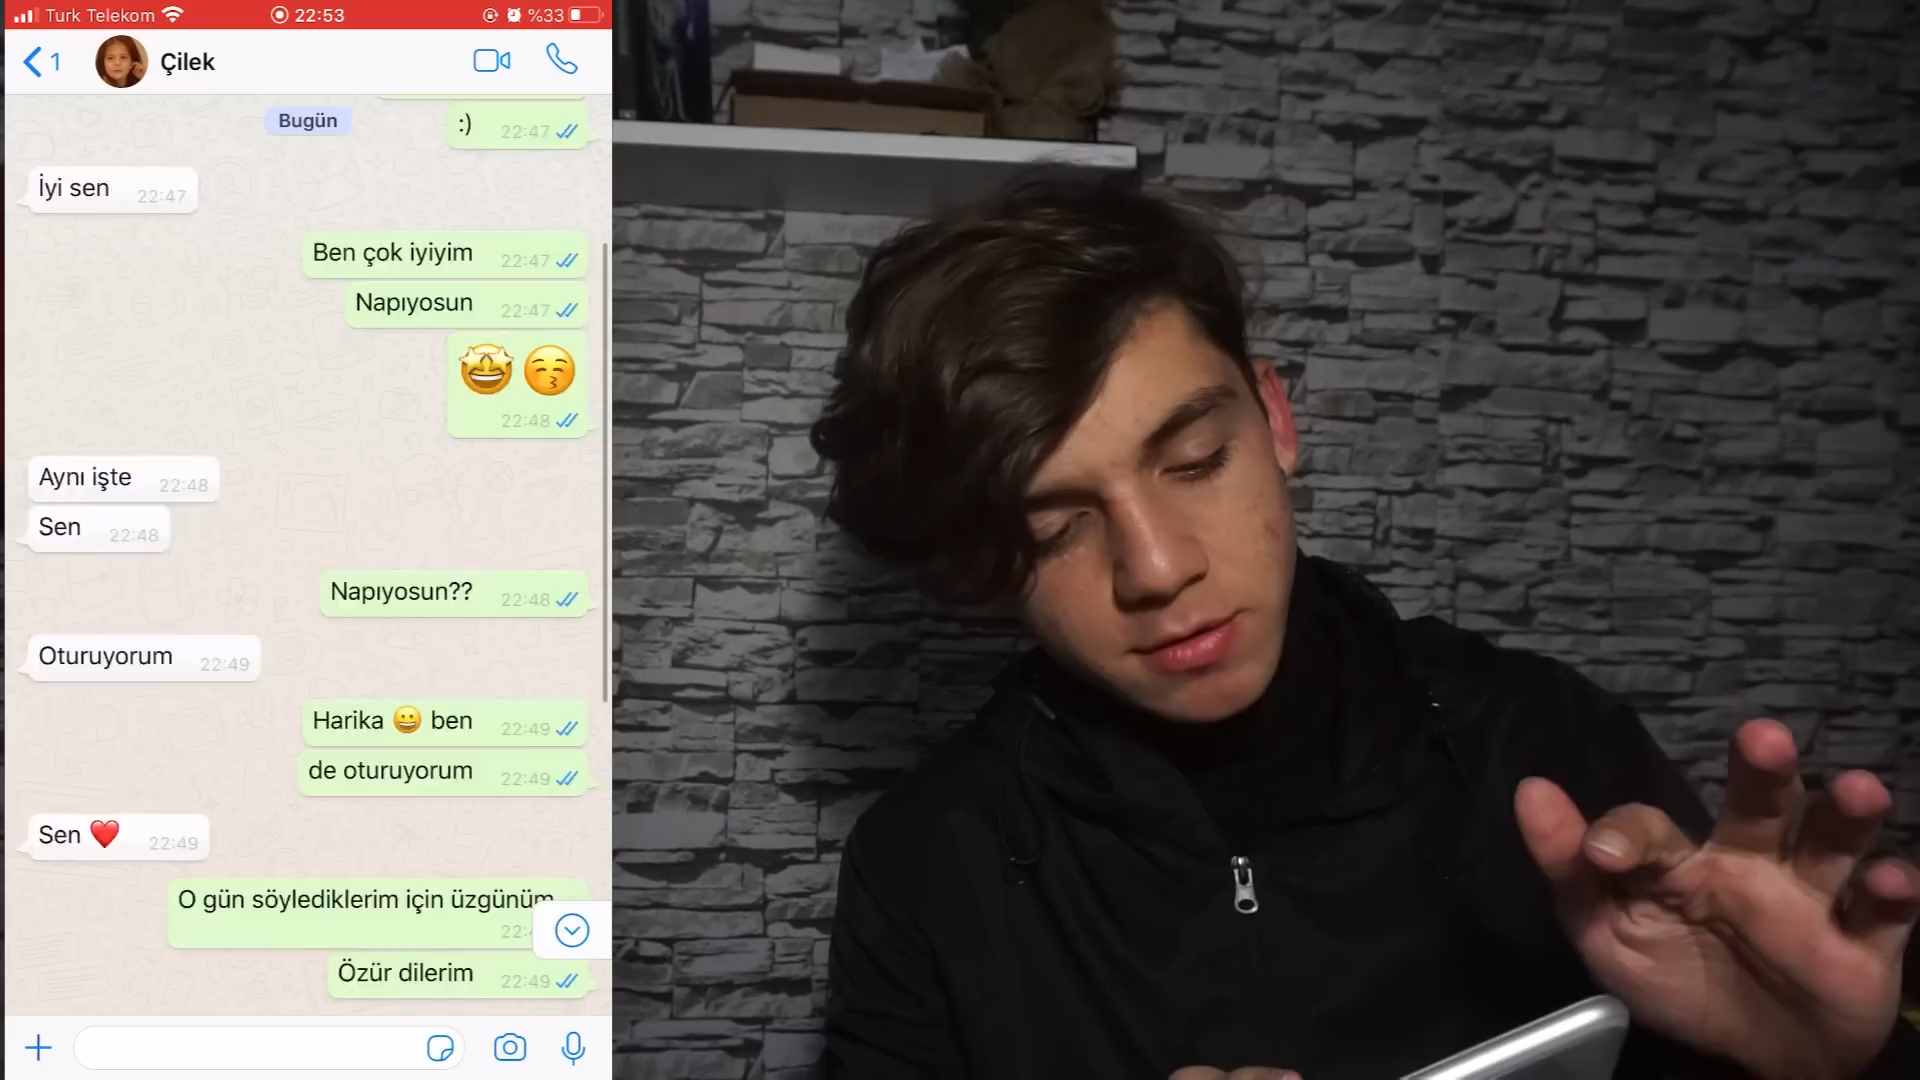 Turk Telekom 22:53 %33
1 Çilek
Bugün
:) 22:47
İyi sen 22:47
Ben çok iyiyim 22:47
Napıyosun 22:47
22:48
Aynı işte 22:48
Sen 22:48
Napıyosun?? 22:48
Oturuyorum 22:49
Harika 😀 ben 22:49
de oturuyorum 22:49
Sen ❤️ 22:49
O gün söylediklerim için üzgünüm
Özür dilerim 22:49